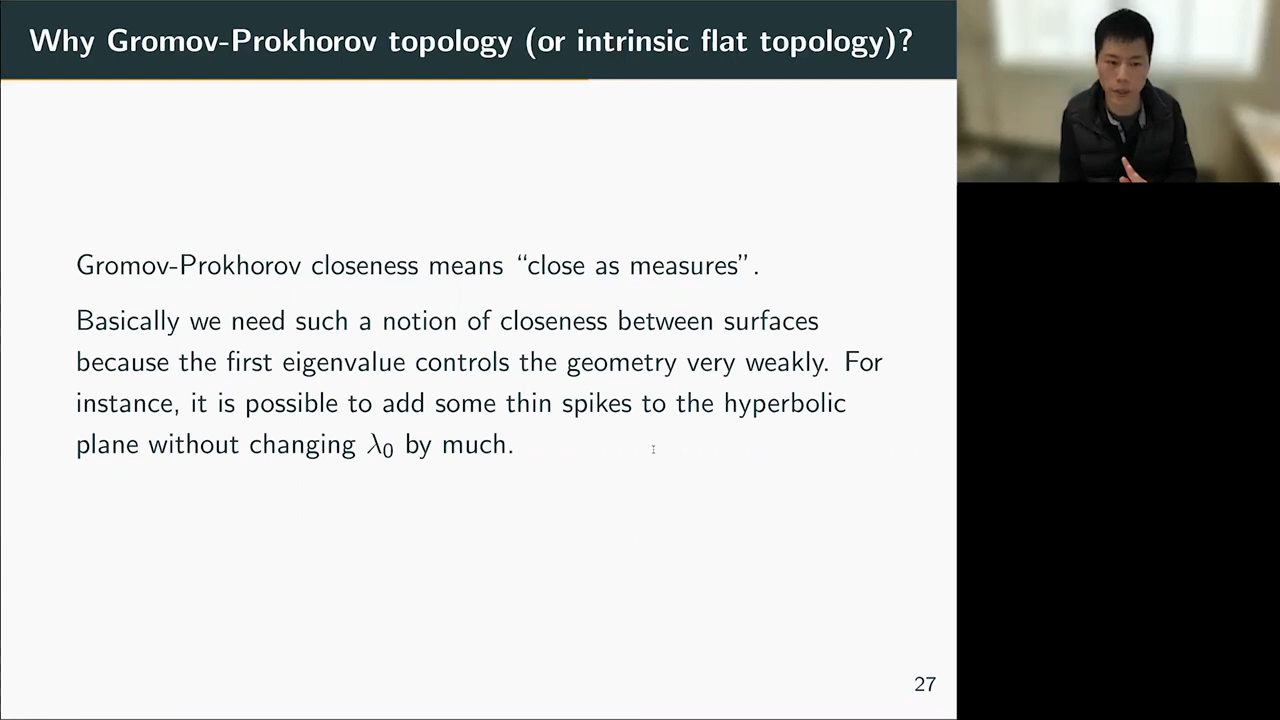 Why Gromov-Prokhorov topology (or intrinsic flat topology)?
Gromov-Prokhorov closeness means “close as measures”.
Basically we need such a notion of closeness between surfaces
because the first eigenvalue controls the geometry very weakly. For
instance, it is possible to add some thin spikes to the hyperbolic
plane without changing λ₀ by much.
27